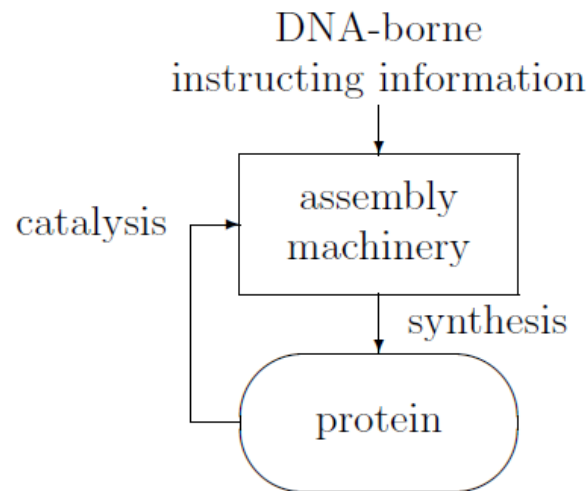 DNA-borne
instructing information
assembly
machinery
catalysis
synthesis
protein